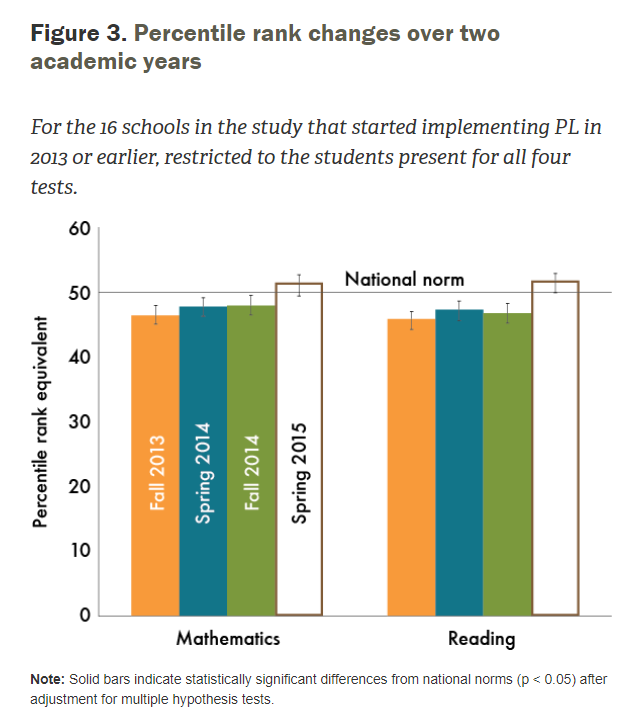 Figure 3. Percentile rank changes over two
academic years
For the 16 schools in the study that started implementing PL in
2013 or earlier, restricted to the students present for all four
tests.
Percentile rank equivalent
60
50
40
30
20
10
0
National norm
Fall 2013
Spring 2014
Fall 2014
Spring 2015
Mathematics
Reading
Note: Solid bars indicate statistically significant differences from national norms (p < 0.05) after
adjustment for multiple hypothesis tests.